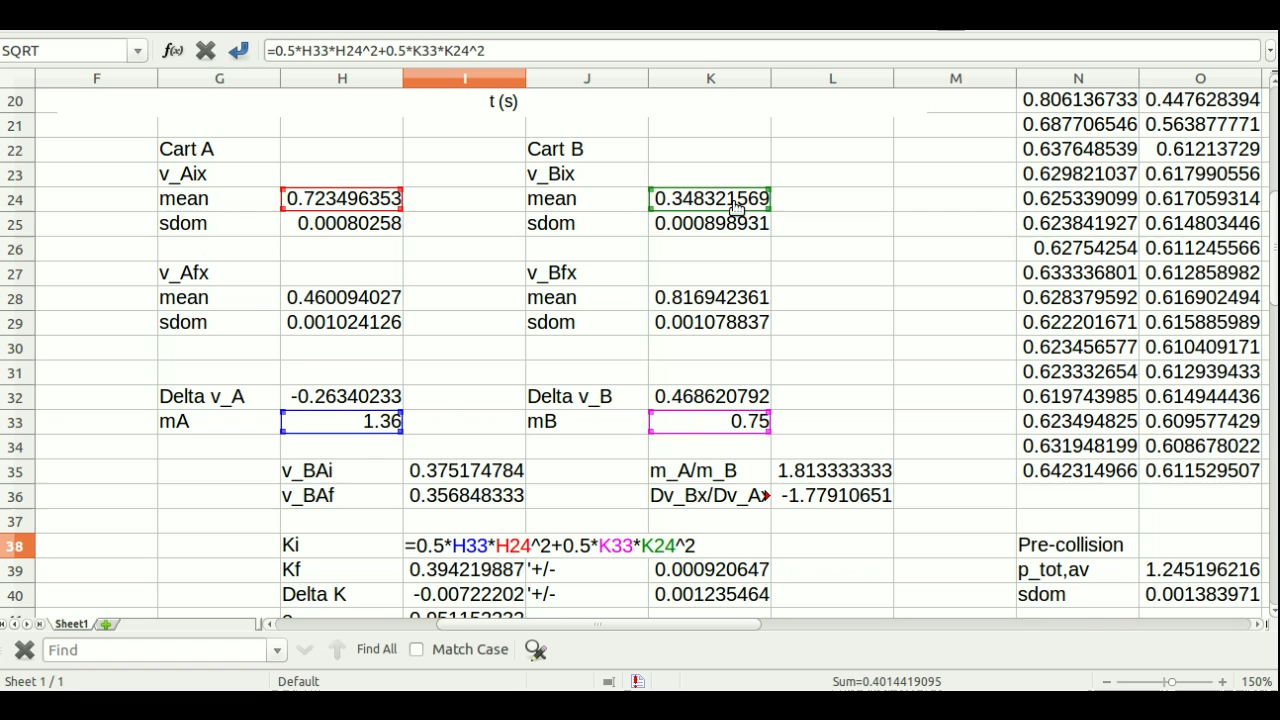 SQRT =0.5*H33*H24^2+0.5*K33*K24^2
F G H I J K L M N O
20 t (s) 0.806136733 0.447628394
21 0.687706546 0.563877771
22 Cart A Cart B 0.637648539 0.61213729
23 v_Aix v_Bix 0.629821037 0.617990556
24 mean 0.723496353 mean 0.348321569 0.625339099 0.617059314
25 sdom 0.00080258 sdom 0.000898931 0.623841927 0.614803446
26 0.62754254 0.611245566
27 v_Afx v_Bfx 0.633336801 0.612858982
28 mean 0.460094027 mean 0.816942361 0.628379592 0.616902494
29 sdom 0.001024126 sdom 0.001078837 0.622201671 0.615885989
30 0.623456577 0.610409171
31 0.623332654 0.612939433
32 Delta v_A -0.26340233 Delta v_B 0.468620792 0.619743985 0.614944436
33 mA 1.36 mB 0.75 0.623494825 0.609577429
34 0.631948199 0.608678022
35 v_BAi 0.375174784 m_A/m_B 1.813333333 0.642314966 0.611529507
36 v_BAf 0.356848333 Dv_Bx/Dv_Ax -1.77910651
37
38 Ki =0.5*H33*H24^2+0.5*K33*K24^2 Pre-collision
39 Kf 0.394219887 '+/- 0.000920647 p_tot,av 1.245196216
40 Delta K -0.00722202 '+/- 0.001235464 sdom 0.001383971
Sheet1
Find Find All Match Case
Sheet 1 / 1 Default Sum=0.4014419095 150%